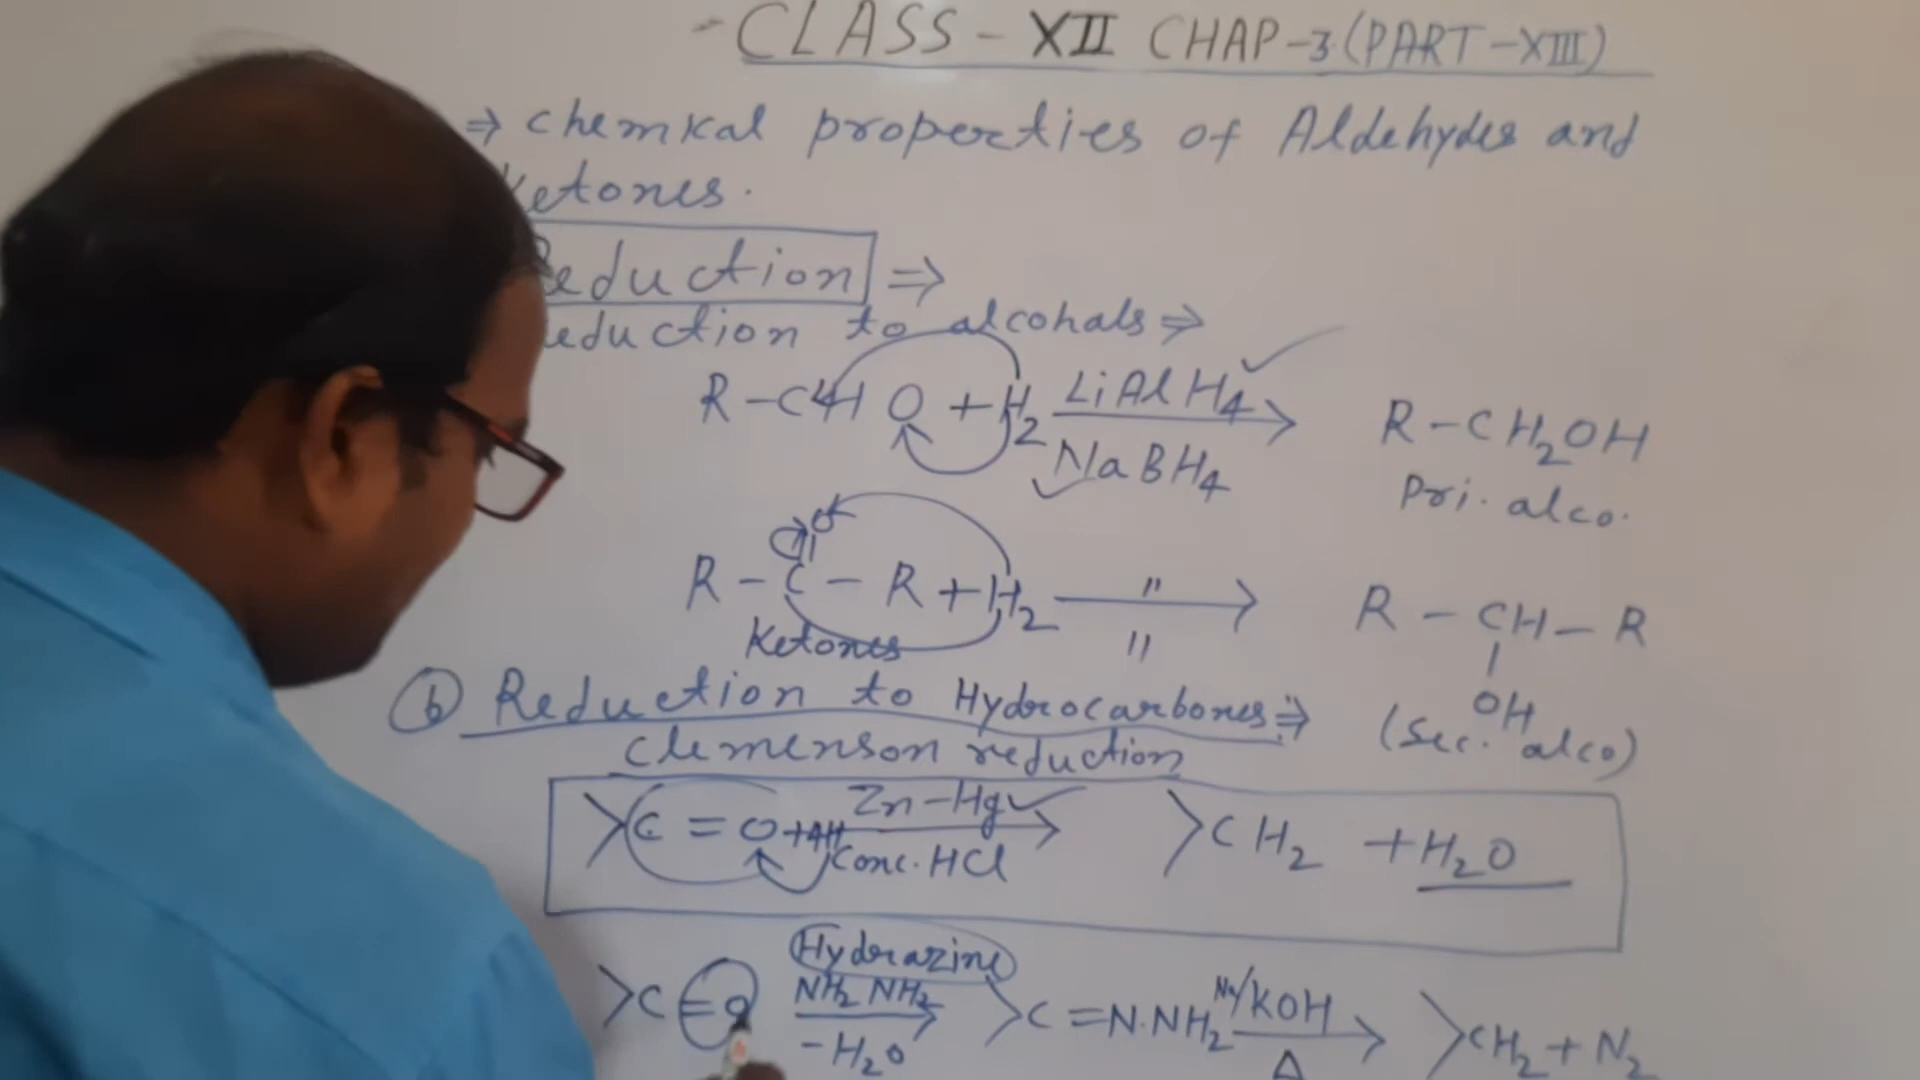 CLASS - XII CHAP-3 (PART-XIII)
⇒ chemical properties of Aldehydes and
Ketones.
Reduction ⇒
Reduction to alcohals ⇒
R-CHO + H2 LiAlH4 NaBH4 → R-CH2OH
Pri. alco.
O
R-C-R + H2 —"→ R-CH-R
Ketones "
OH
(b) Reduction to Hydrocarbones:⇒
(Sec. alco)
Clemenson reduction
>C=O+4H Zn-Hg Conc.HCl → >CH2 + H2O
Hyderazine
>C=O NH2 NH2 -H2O → >C=N.NH2 Na/KOH Δ → >CH2 + N2